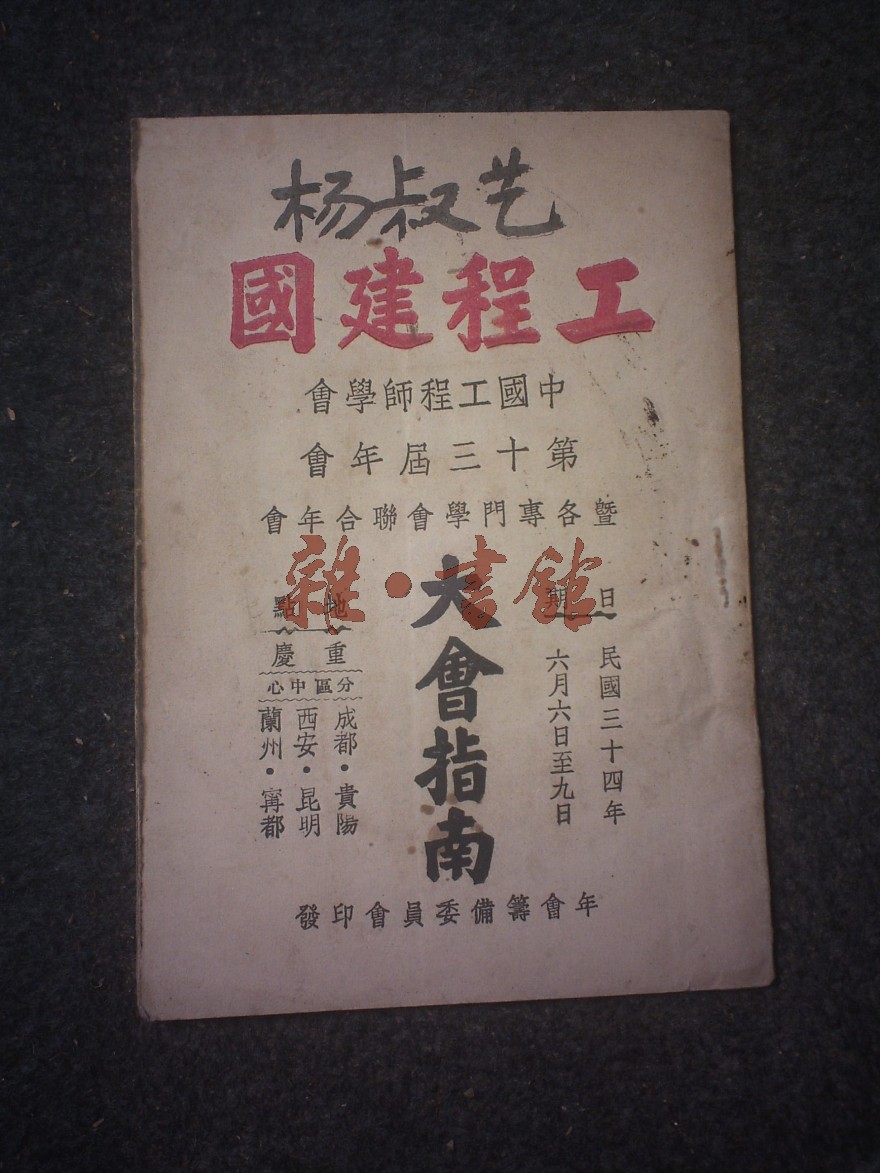 杨叔艺
工程建國
中國工程師學會
第十三屆年會
暨各專門學會聯合年會
雜·書館
大會指南
日期
民國三十四年
六月六日至九日
地點
重慶
分區中心
成都·貴陽
西安·昆明
蘭州·寗都
年會籌備委員會印發